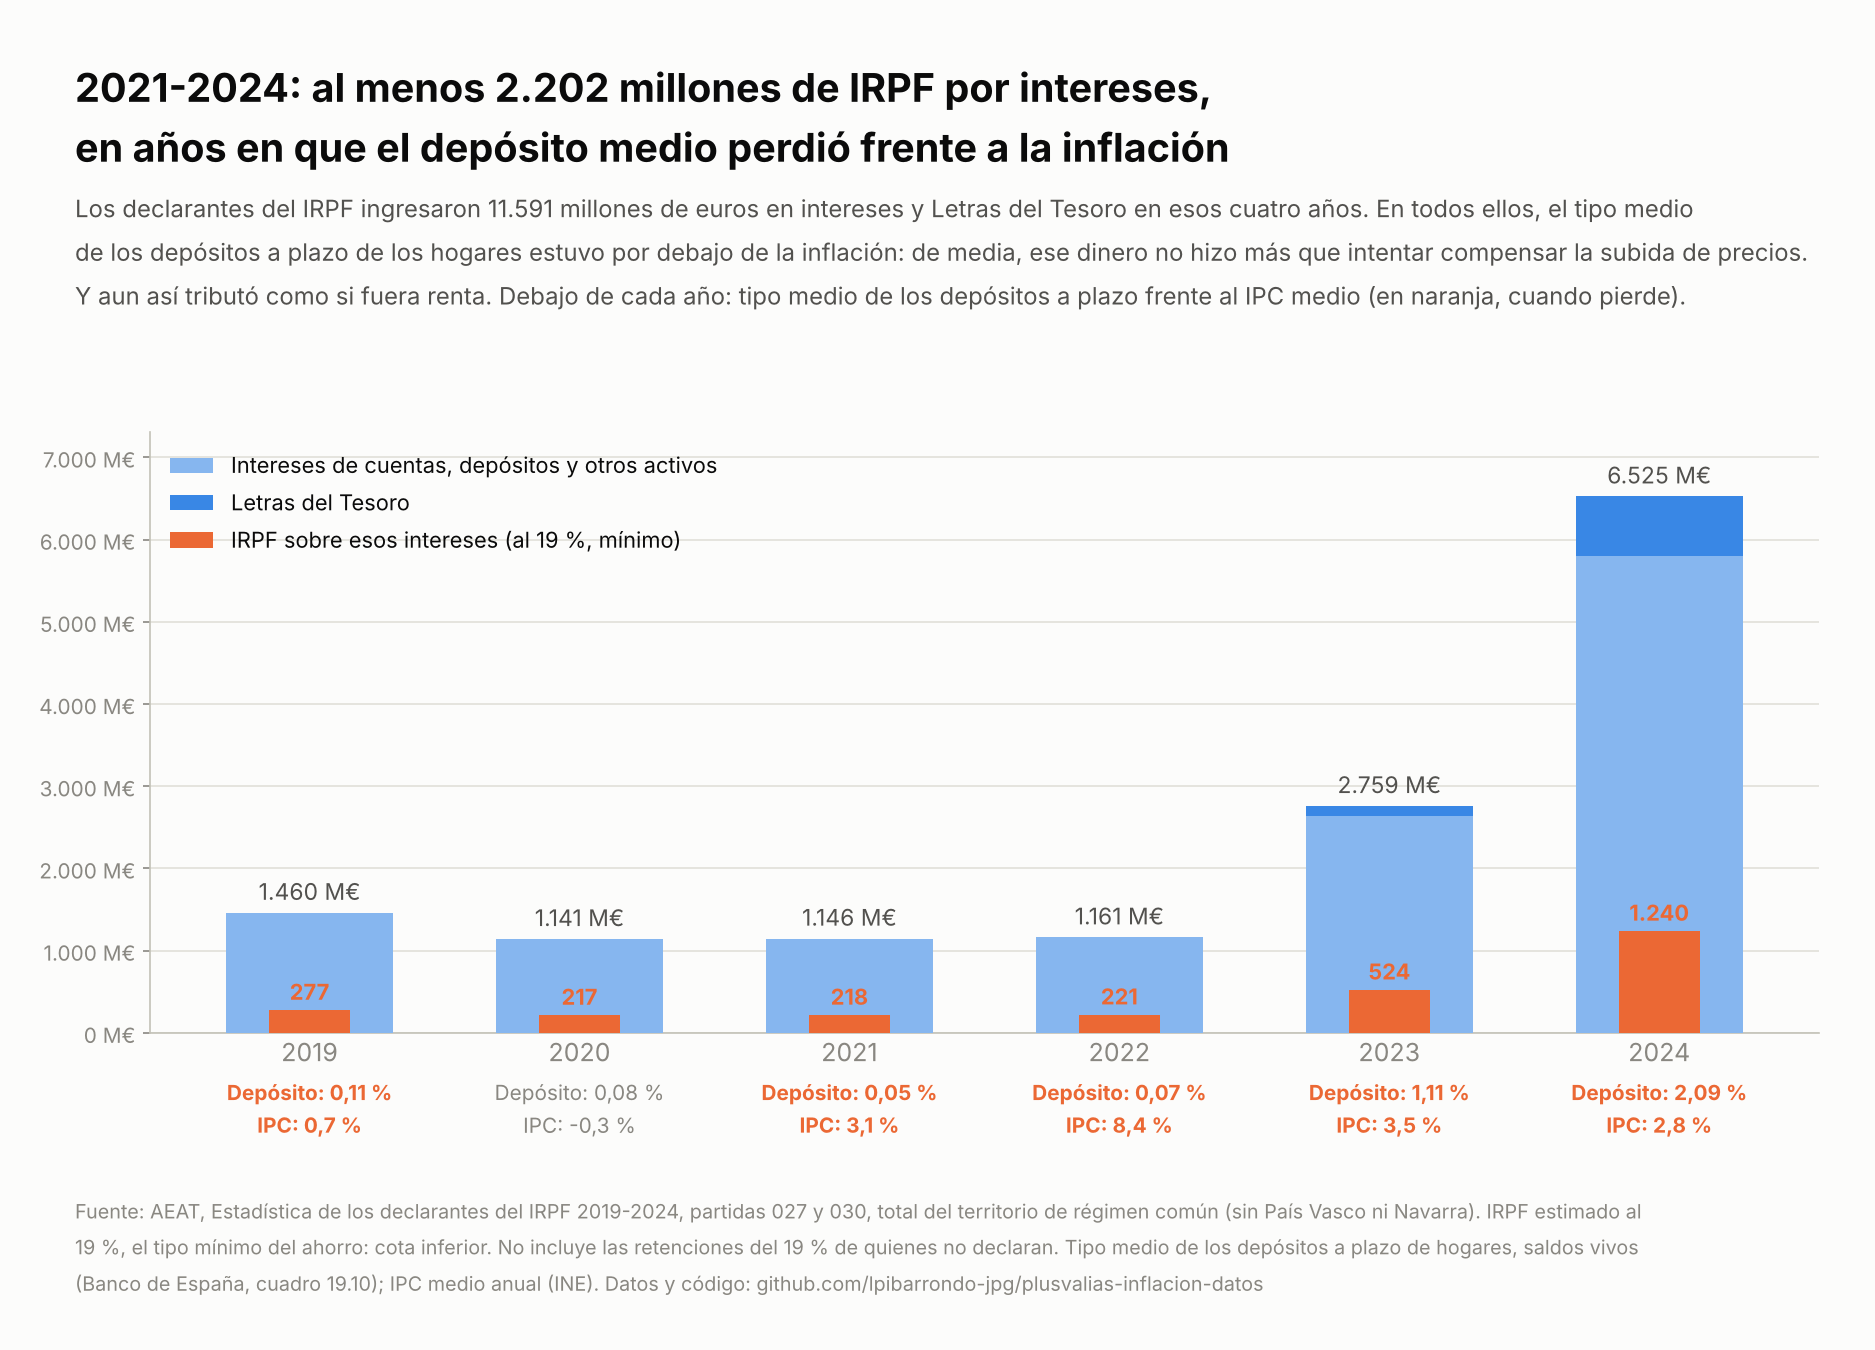 2021-2024: al menos 2.202 millones de IRPF por intereses,
en años en que el depósito medio perdió frente a la inflación
Los declarantes del IRPF ingresaron 11.591 millones de euros en intereses y Letras del Tesoro en esos cuatro años. En todos ellos, el tipo medio
de los depósitos a plazo de los hogares estuvo por debajo de la inflación: de media, ese dinero no hizo más que intentar compensar la subida de precios.
Y aun así tributó como si fuera renta. Debajo de cada año: tipo medio de los depósitos a plazo frente al IPC medio (en naranja, cuando pierde).
7.000 M€
6.000 M€
5.000 M€
4.000 M€
3.000 M€
2.000 M€
1.000 M€
0 M€
Intereses de cuentas, depósitos y otros activos
Letras del Tesoro
IRPF sobre esos intereses (al 19 %, mínimo)
1.460 M€
1.141 M€
1.146 M€
1.161 M€
2.759 M€
6.525 M€
277
217
218
221
524
1.240
2019
2020
2021
2022
2023
2024
Depósito: 0,11 %
IPC: 0,7 %
Depósito: 0,08 %
IPC: -0,3 %
Depósito: 0,05 %
IPC: 3,1 %
Depósito: 0,07 %
IPC: 8,4 %
Depósito: 1,11 %
IPC: 3,5 %
Depósito: 2,09 %
IPC: 2,8 %
Fuente: AEAT, Estadística de los declarantes del IRPF 2019-2024, partidas 027 y 030, total del territorio de régimen común (sin País Vasco ni Navarra). IRPF estimado al
19 %, el tipo mínimo del ahorro: cota inferior. No incluye las retenciones del 19 % de quienes no declaran. Tipo medio de los depósitos a plazo de hogares, saldos vivos
(Banco de España, cuadro 19.10); IPC medio anual (INE). Datos y código: github.com/lpibarrondo-jpg/plusvalias-inflacion-datos